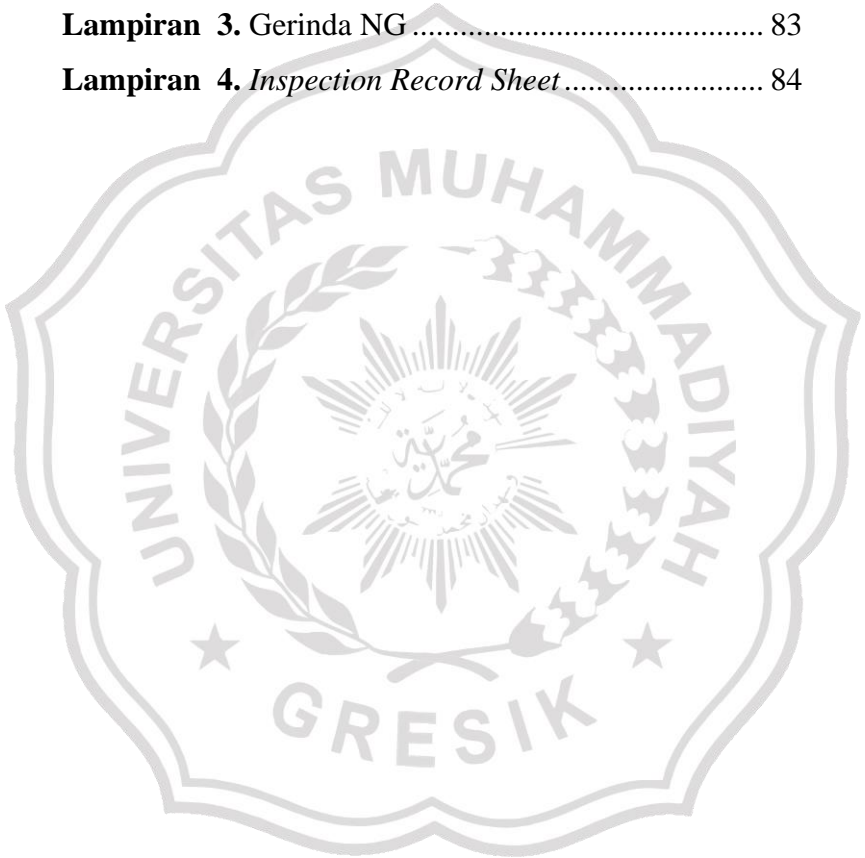 Lampiran 3. Gerinda NG ........................................... 83
Lampiran 4. Inspection Record Sheet ........................ 84
UNIVERSITAS MUHAMMADIYAH
GRESIK